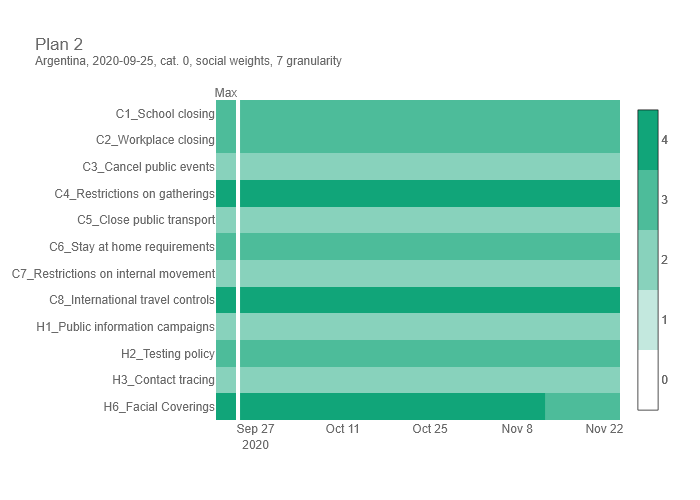 Plan 2
Argentina, 2020-09-25, cat. 0, social weights, 7 granularity
Max
C1_School closing
C2_Workplace closing
C3_Cancel public events
C4_Restrictions on gatherings
C5_Close public transport
C6_Stay at home requirements
C7_Restrictions on internal movement
C8_International travel controls
H1_Public information campaigns
H2_Testing policy
H3_Contact tracing
H6_Facial Coverings
Sep 27 Oct 11 Oct 25 Nov 8 Nov 22
2020
4
3
2
1
0